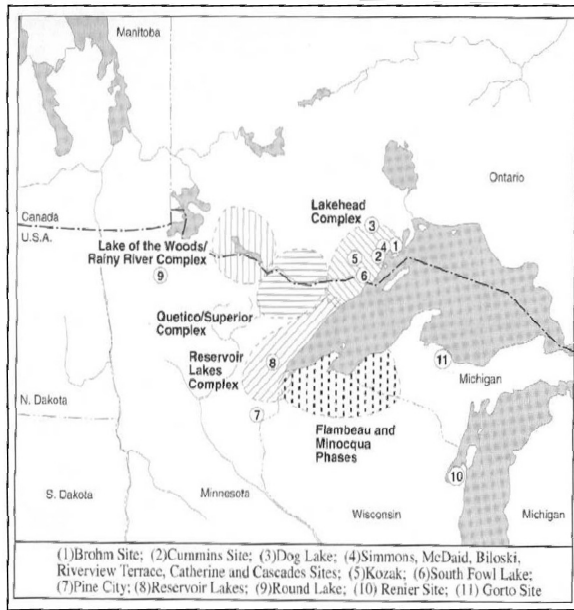 Manitoba
Ontario
Canada
U.S.A.
Lakehead
Complex
3
1
4
2
5
6
Lake of the Woods/
Rainy River Complex
9
Quetico/Superior
Complex
Reservoir
Lakes
Complex
8
11
Michigan
N. Dakota
7
Flambeau and
Minocqua
Phases
10
S. Dakota
Minnesota
Wisconsin
Michigan
(1)Brohm Site; (2)Cummins Site; (3)Dog Lake; (4)Simmons, McDaid, Biloski,
Riverview Terrace, Catherine and Cascades Sites; (5)Kozak; (6)South Fowl Lake;
(7)Pine City; (8)Reservoir Lakes; (9)Round Lake; (10) Renier Site; (11) Gorto Site